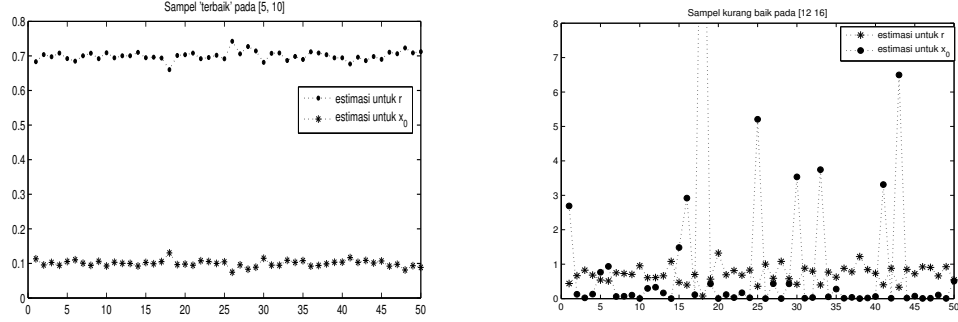 Sampel 'terbaik' pada [5, 10]
0.8
0.7
0.6
0.5
0.4
0.3
0.2
0.1
0
estimasi untuk r
estimasi untuk x0
0 5 10 15 20 25 30 35 40 45 50
Sampel kurang baik pada [12 16]
8
7
6
5
4
3
2
1
0
estimasi untuk r
estimasi untuk x0
0 5 10 15 20 25 30 35 40 45 50